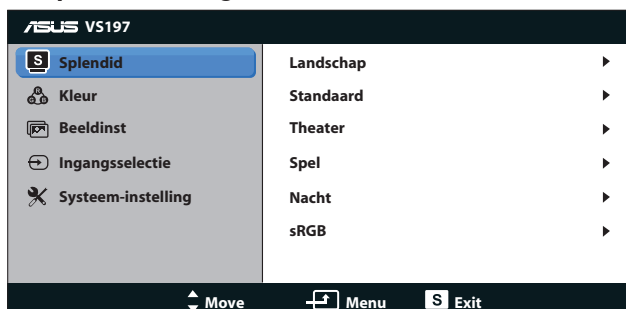 ASUS VS197
S Splendid
Kleur
Beeldinst
Ingangsselectie
Systeem-instelling
Landschap
Standaard
Theater
Spel
Nacht
sRGB
Move Menu S Exit